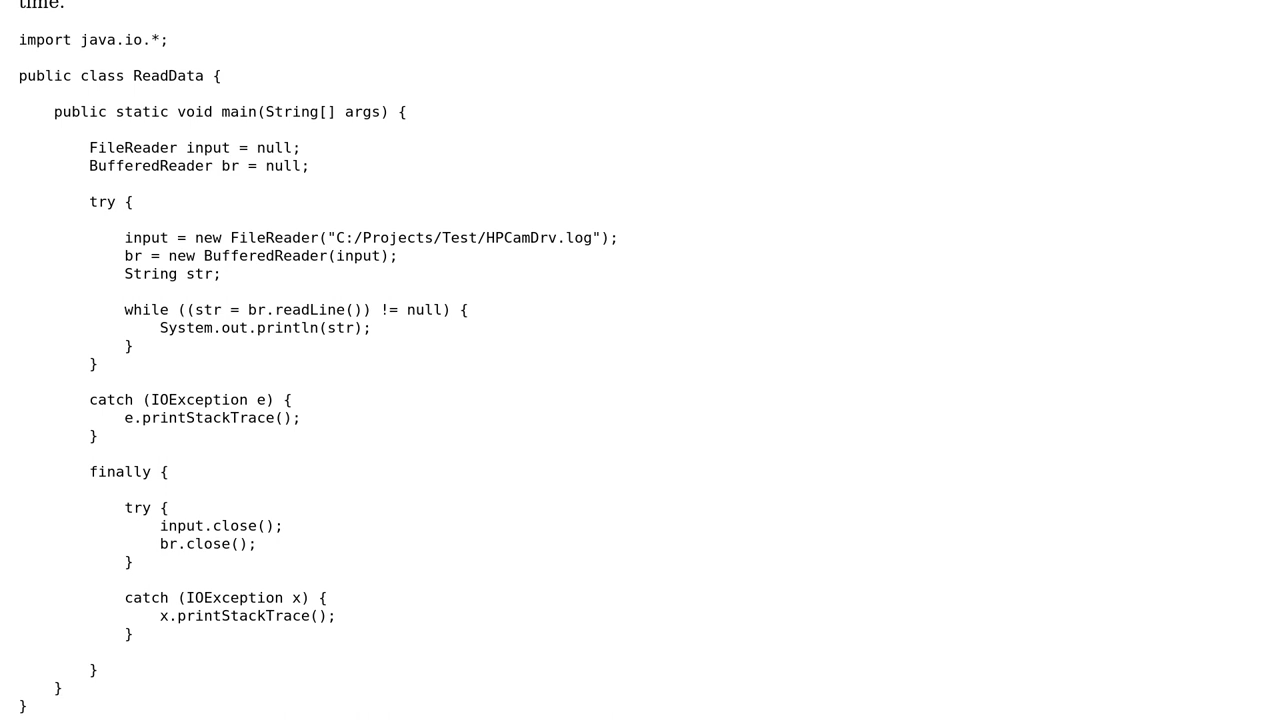 time.
import java.io.*;
public class ReadData {
    public static void main(String[] args) {
        FileReader input = null;
        BufferedReader br = null;
        try {
            input = new FileReader("C:/Projects/Test/HPCamDrv.log");
            br = new BufferedReader(input);
            String str;
            while ((str = br.readLine()) != null) {
                System.out.println(str);
            }
        }
        catch (IOException e) {
            e.printStackTrace();
        }
        finally {
            try {
                input.close();
                br.close();
            }
            catch (IOException x) {
                x.printStackTrace();
            }
        }
    }
}